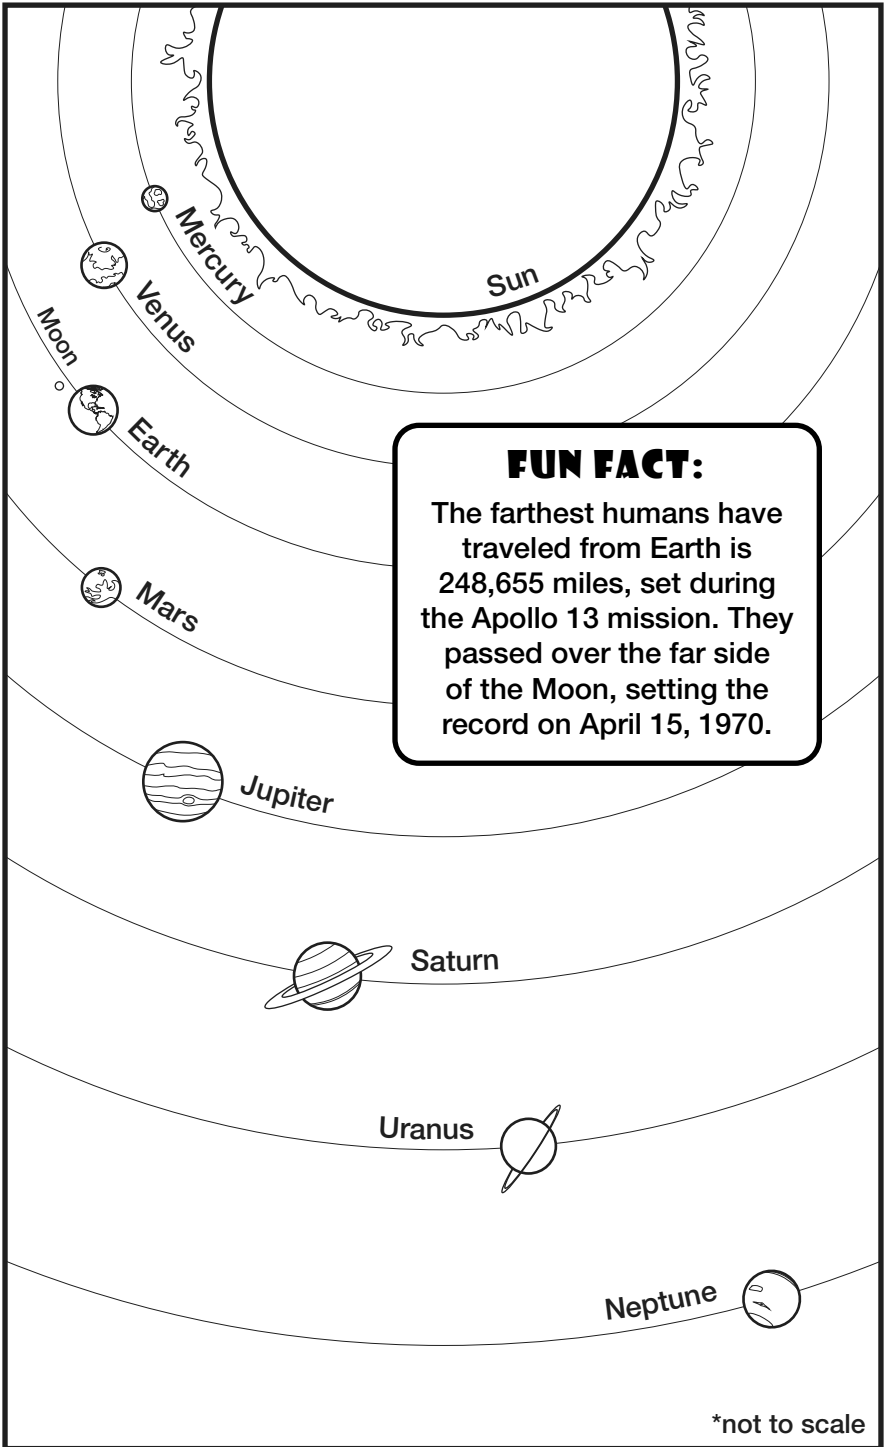 Sun
Mercury
Venus
Moon
Earth
FUN FACT:
The farthest humans have
traveled from Earth is
248,655 miles, set during
the Apollo 13 mission. They
passed over the far side
of the Moon, setting the
record on April 15, 1970.
Mars
Jupiter
Saturn
Uranus
Neptune
*not to scale